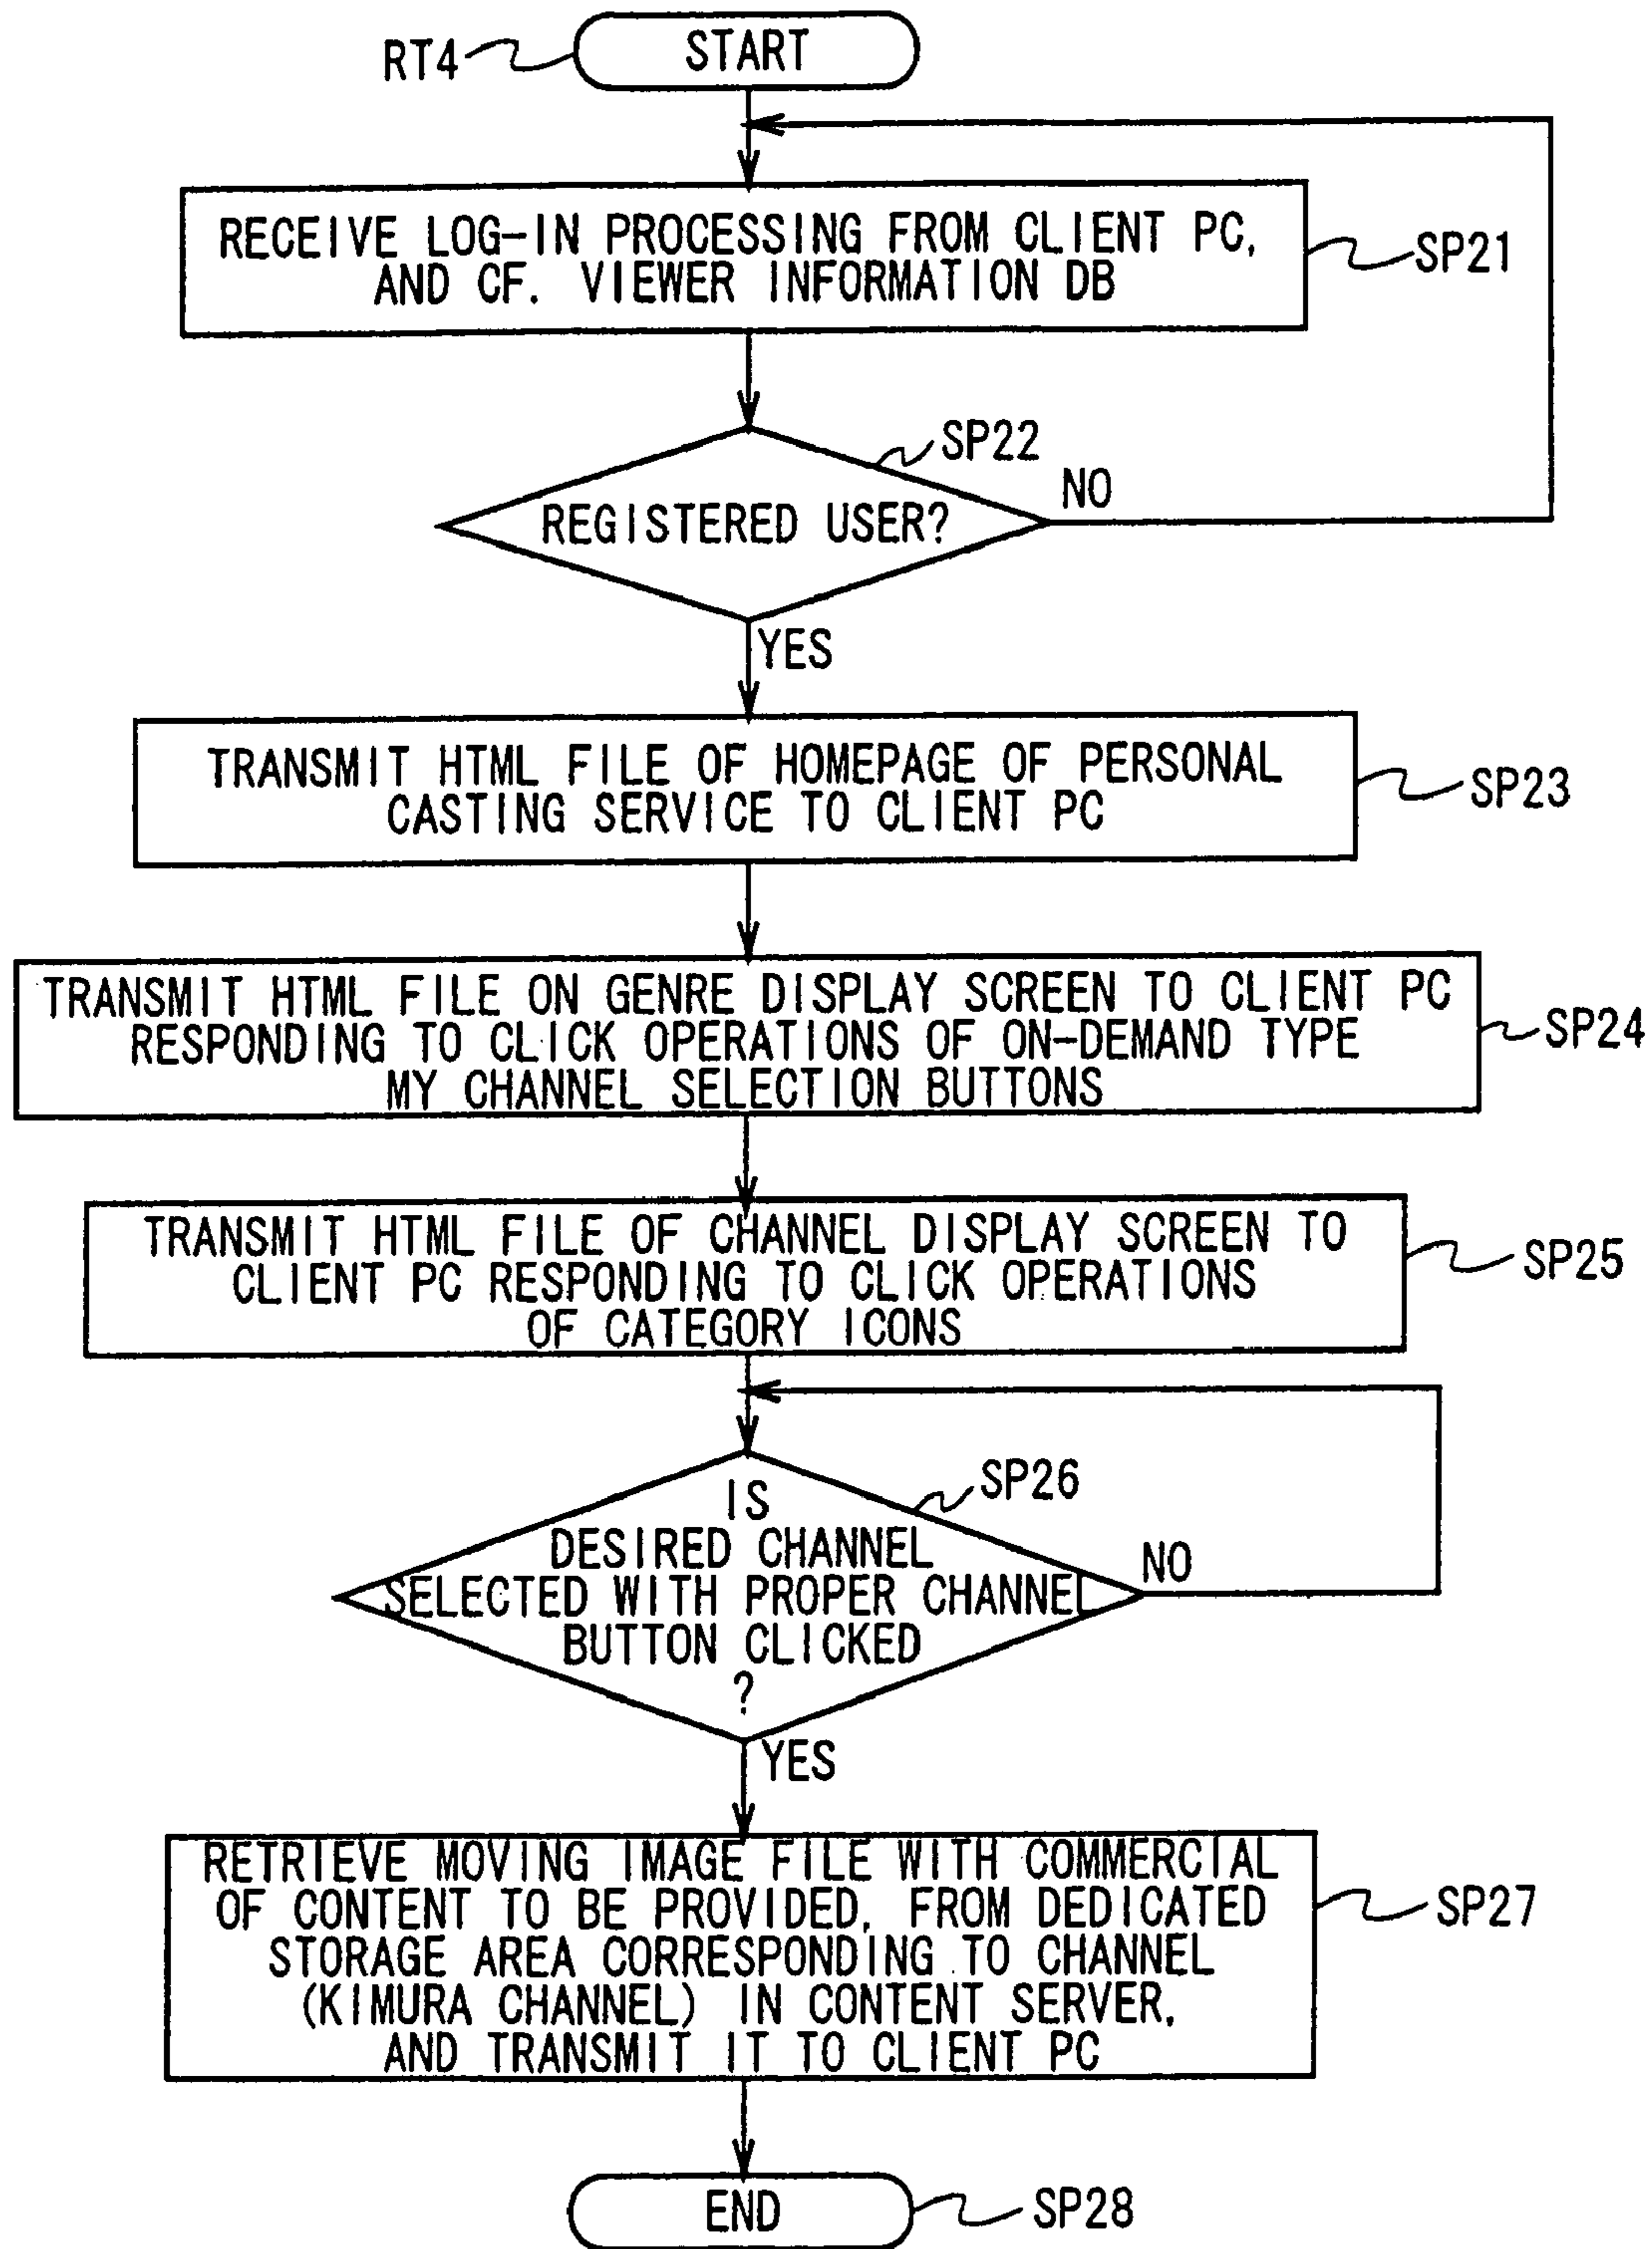 RT4
START
RECEIVE LOG-IN PROCESSING FROM CLIENT PC,
AND CF. VIEWER INFORMATION DB
SP21
SP22
REGISTERED USER?
NO
YES
TRANSMIT HTML FILE OF HOMEPAGE OF PERSONAL
CASTING SERVICE TO CLIENT PC
SP23
TRANSMIT HTML FILE ON GENRE DISPLAY SCREEN TO CLIENT PC
RESPONDING TO CLICK OPERATIONS OF ON-DEMAND TYPE
MY CHANNEL SELECTION BUTTONS
SP24
TRANSMIT HTML FILE OF CHANNEL DISPLAY SCREEN TO
CLIENT PC RESPONDING TO CLICK OPERATIONS
OF CATEGORY ICONS
SP25
SP26
IS
DESIRED CHANNEL
SELECTED WITH PROPER CHANNEL
BUTTON CLICKED
?
NO
YES
RETRIEVE MOVING IMAGE FILE WITH COMMERCIAL
OF CONTENT TO BE PROVIDED, FROM DEDICATED
STORAGE AREA CORRESPONDING TO CHANNEL
(KIMURA CHANNEL) IN CONTENT SERVER,
AND TRANSMIT IT TO CLIENT PC
SP27
END
SP28